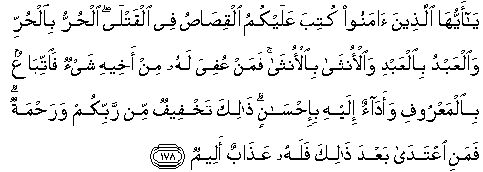 يَـٰٓأَيُّهَا ٱلَّذِينَ ءَامَنُوا۟ كُتِبَ عَلَيْكُمُ ٱلْقِصَاصُ فِى ٱلْقَتْلَى ۖ ٱلْحُرُّ بِٱلْحُرِّ
وَٱلْعَبْدُ بِٱلْعَبْدِ وَٱلْأُنثَىٰ بِٱلْأُنثَىٰ ۚ فَمَنْ عُفِىَ لَهُۥ مِنْ أَخِيهِ شَىْءٌ فَٱتِّبَاعٌۢ
بِٱلْمَعْرُوفِ وَأَدَآءٌ إِلَيْهِ بِإِحْسَـٰنٍ ۗ ذَٰلِكَ تَخْفِيفٌ مِّن رَّبِّكُمْ وَرَحْمَةٌ ۗ
فَمَنِ ٱعْتَدَىٰ بَعْدَ ذَٰلِكَ فَلَهُۥ عَذَابٌ أَلِيمٌ ﴿١٧٨﴾